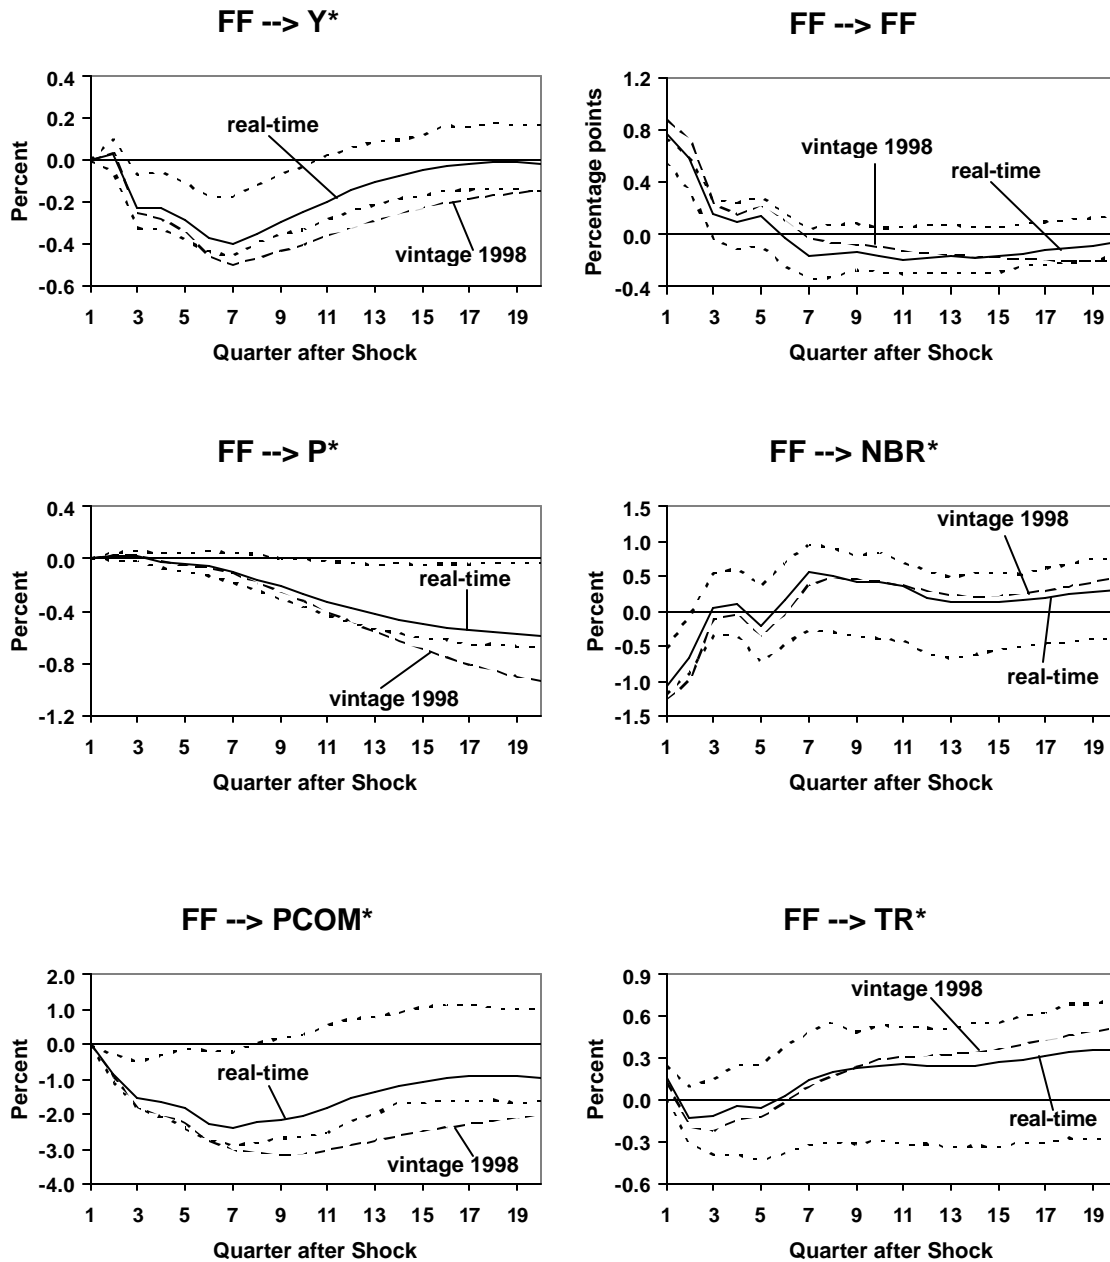 FF --> Y*
Percent
0.4
0.2
0.0
-0.2
-0.4
-0.6
real-time
vintage 1998
1 3 5 7 9 11 13 15 17 19
Quarter after Shock
FF --> FF
Percentage points
1.2
0.8
0.4
0.0
-0.4
vintage 1998
real-time
1 3 5 7 9 11 13 15 17 19
Quarter after Shock
FF --> P*
Percent
0.4
0.0
-0.4
-0.8
-1.2
real-time
vintage 1998
1 3 5 7 9 11 13 15 17 19
Quarter after Shock
FF --> NBR*
Percent
1.5
1.0
0.5
0.0
-0.5
-1.0
-1.5
vintage 1998
real-time
1 3 5 7 9 11 13 15 17 19
Quarter after Shock
FF --> PCOM*
Percent
2.0
1.0
0.0
-1.0
-2.0
-3.0
-4.0
real-time
vintage 1998
1 3 5 7 9 11 13 15 17 19
Quarter after Shock
FF --> TR*
Percent
0.9
0.6
0.3
0.0
-0.3
-0.6
vintage 1998
real-time
1 3 5 7 9 11 13 15 17 19
Quarter after Shock